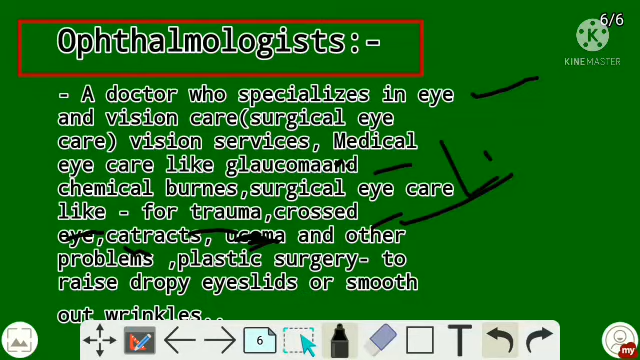 6/6
Ophthalmologists:-
KINEMASTER
- A doctor who specializes in eye
and vision care(surgical eye
care) vision services, Medical
eye care like glaucomaand
chemical burnes,surgical eye care
like - for trauma,crossed
eye,catracts, and other
problems ,plastic surgery- to
raise dropy eyeslids or smooth
out wrinkles..
6
T
my